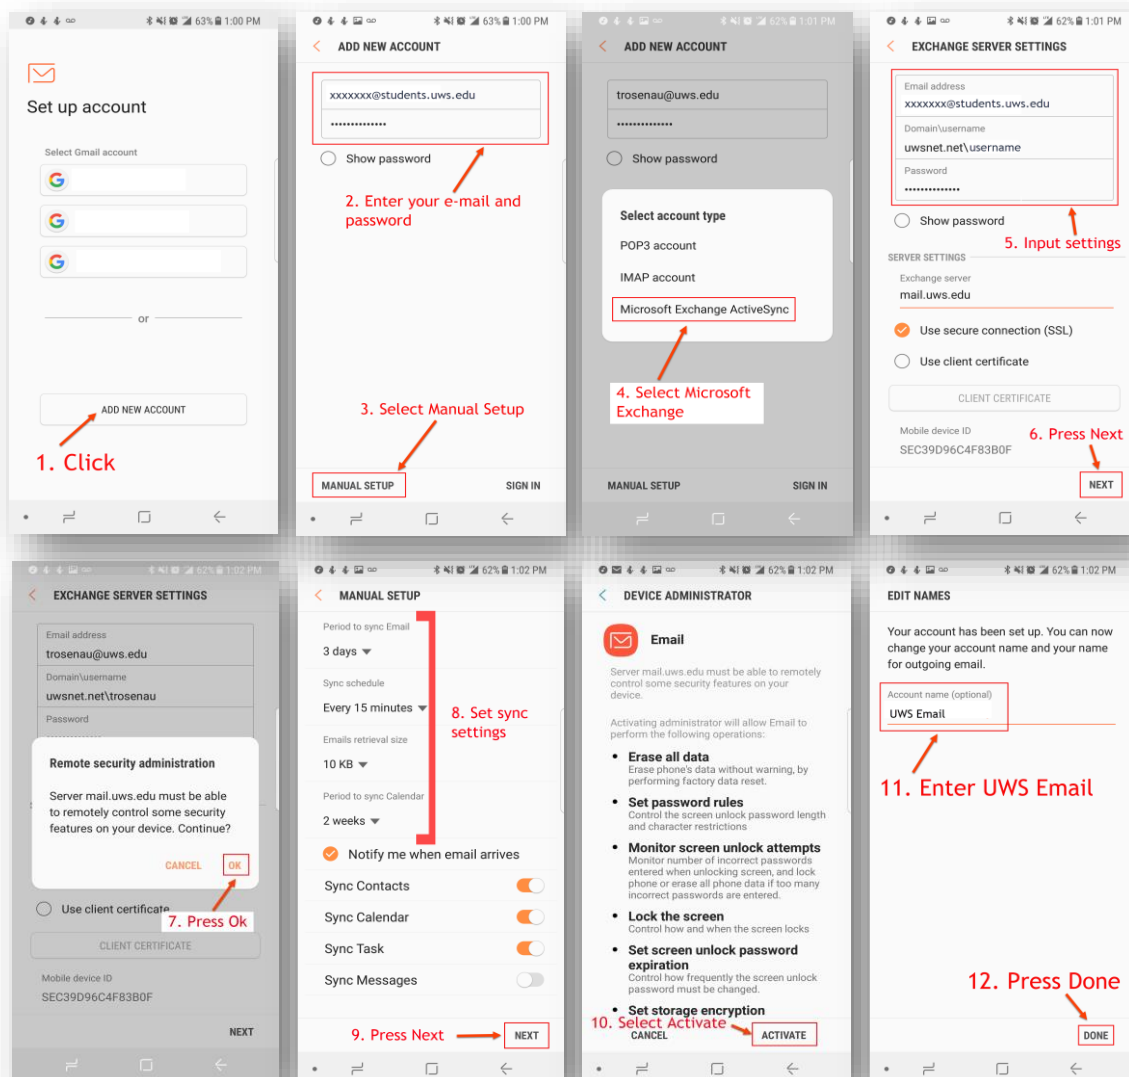 63% 1:00 PM
Set up account
Select Gmail account
G
G
G
or
ADD NEW ACCOUNT
1. Click
63% 1:00 PM
ADD NEW ACCOUNT
xxxxxxx@students.uws.edu
••••••••••••••
Show password
2. Enter your e-mail and
password
3. Select Manual Setup
MANUAL SETUP SIGN IN
62% 1:01 PM
ADD NEW ACCOUNT
trosenau@uws.edu
••••••••••••••
Show password
Select account type
POP3 account
IMAP account
Microsoft Exchange ActiveSync
4. Select Microsoft
Exchange
MANUAL SETUP SIGN IN
62% 1:01 PM
EXCHANGE SERVER SETTINGS
Email address
xxxxxxx@students.uws.edu
Domain\username
uwsnet.net\username
Password
••••••••••••••
Show password
5. Input settings
SERVER SETTINGS
Exchange server
mail.uws.edu
Use secure connection (SSL)
Use client certificate
CLIENT CERTIFICATE
Mobile device ID
SEC39D96C4F83B0F
6. Press Next
NEXT
62% 1:02 PM
EXCHANGE SERVER SETTINGS
Email address
trosenau@uws.edu
Domain\username
uwsnet.net\trosenau
Password
Remote security administration
Server mail.uws.edu must be able
to remotely control some security
features on your device. Continue?
CANCEL OK
7. Press Ok
Use client certificate
CLIENT CERTIFICATE
Mobile device ID
SEC39D96C4F83B0F
NEXT
62% 1:02 PM
MANUAL SETUP
Period to sync Email
3 days
Sync schedule
Every 15 minutes
8. Set sync
settings
Emails retrieval size
10 KB
Period to sync Calendar
2 weeks
Notify me when email arrives
Sync Contacts
Sync Calendar
Sync Task
Sync Messages
9. Press Next
NEXT
62% 1:02 PM
DEVICE ADMINISTRATOR
Email
Server mail.uws.edu must be able to remotely
control some security features on your
device.
Activating administrator will allow Email to
perform the following operations:
• Erase all data
Erase phone's data without warning, by
performing factory data reset.
• Set password rules
Control the screen unlock password length
and character restrictions
• Monitor screen unlock attempts
Monitor number of incorrect passwords
entered when unlocking screen, and lock
phone or erase all phone data if too many
incorrect passwords are entered.
• Lock the screen
Control how and when the screen locks
• Set screen unlock password
expiration
Control how frequently the screen unlock
password must be changed.
• Set storage encryption
10. Select Activate
CANCEL ACTIVATE
62% 1:02 PM
EDIT NAMES
Your account has been set up. You can now
change your account name and your name
for outgoing email.
Account name (optional)
UWS Email
11. Enter UWS Email
12. Press Done
DONE